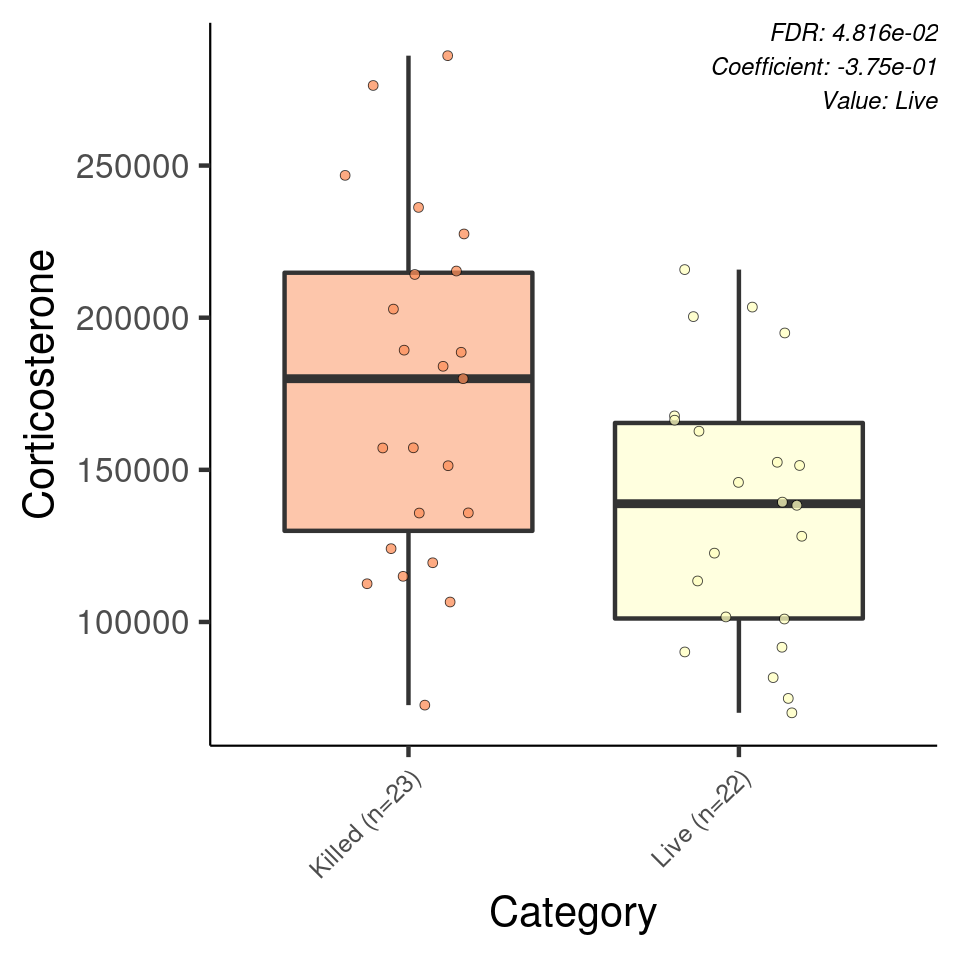 FDR: 4.816e-02
Coefficient: -3.75e-01
Value: Live
Corticosterone
250000
200000
150000
100000
Killed (n=23)
Live (n=22)
Category